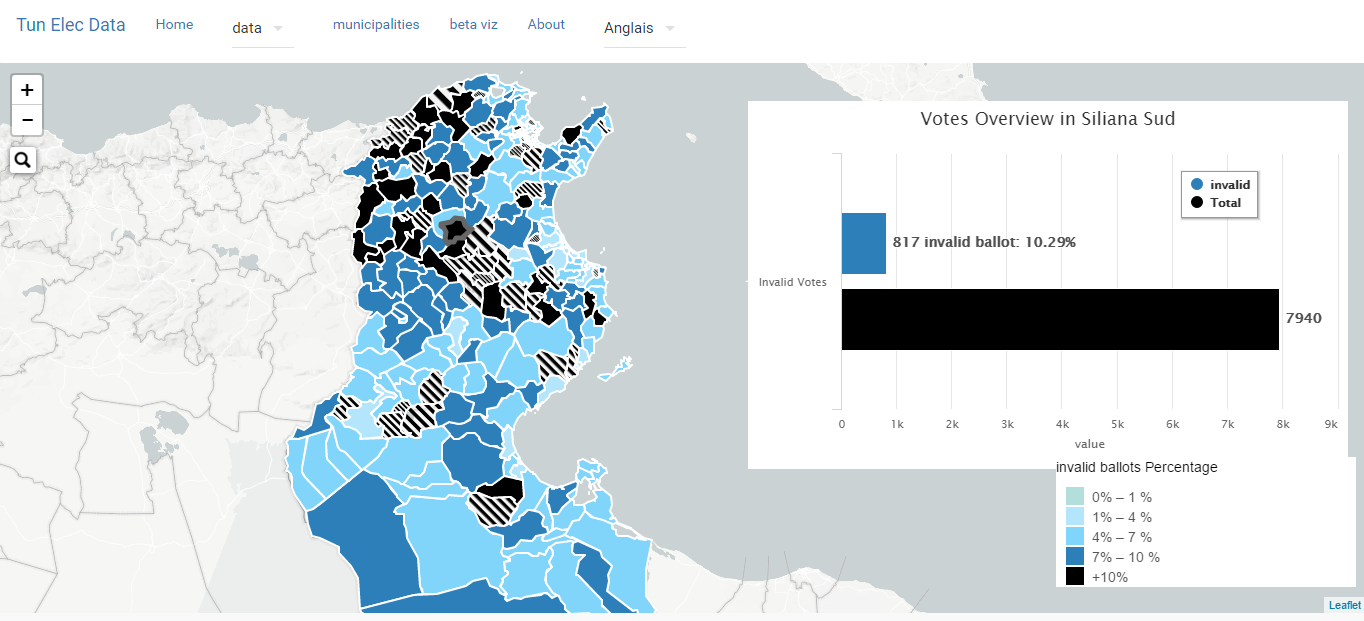 Tun Elec Data Home data municipalities beta viz About Anglais
+
−
Votes Overview in Siliana Sud
invalid
Total
817 invalid ballot: 10.29%
Invalid Votes
7940
0 1k 2k 3k 4k 5k 6k 7k 8k 9k
value
invalid ballots Percentage
0% – 1 %
1% – 4 %
4% – 7 %
7% – 10 %
+10%
Leaflet